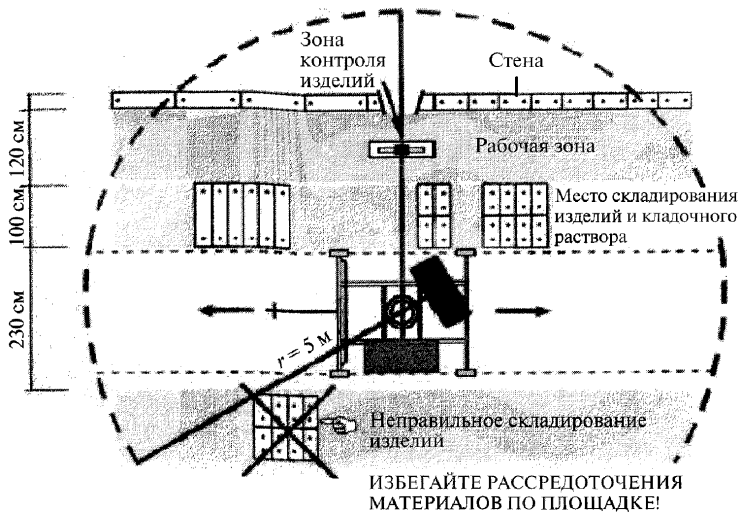 Зона
контроля
изделий
Стена
120 см
Рабочая зона
100 см
Место складирования
изделий и кладочного
раствора
230 см
r = 5 м
Неправильное складирование
изделий
ИЗБЕГАЙТЕ РАССРЕДОТОЧЕНИЯ
МАТЕРИАЛОВ ПО ПЛОЩАДКЕ!